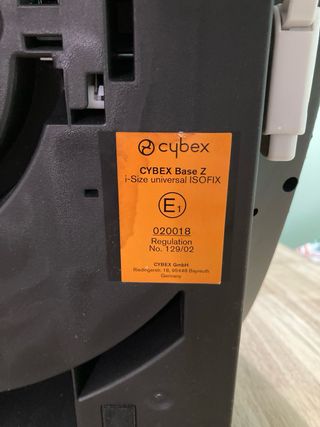 cybex
CYBEX Base Z
i-Size universal ISOFIX
E1
020018
Regulation
No. 129/02
CYBEX GmbH
Riedingerstr. 18, 95448 Bayreuth
Germany